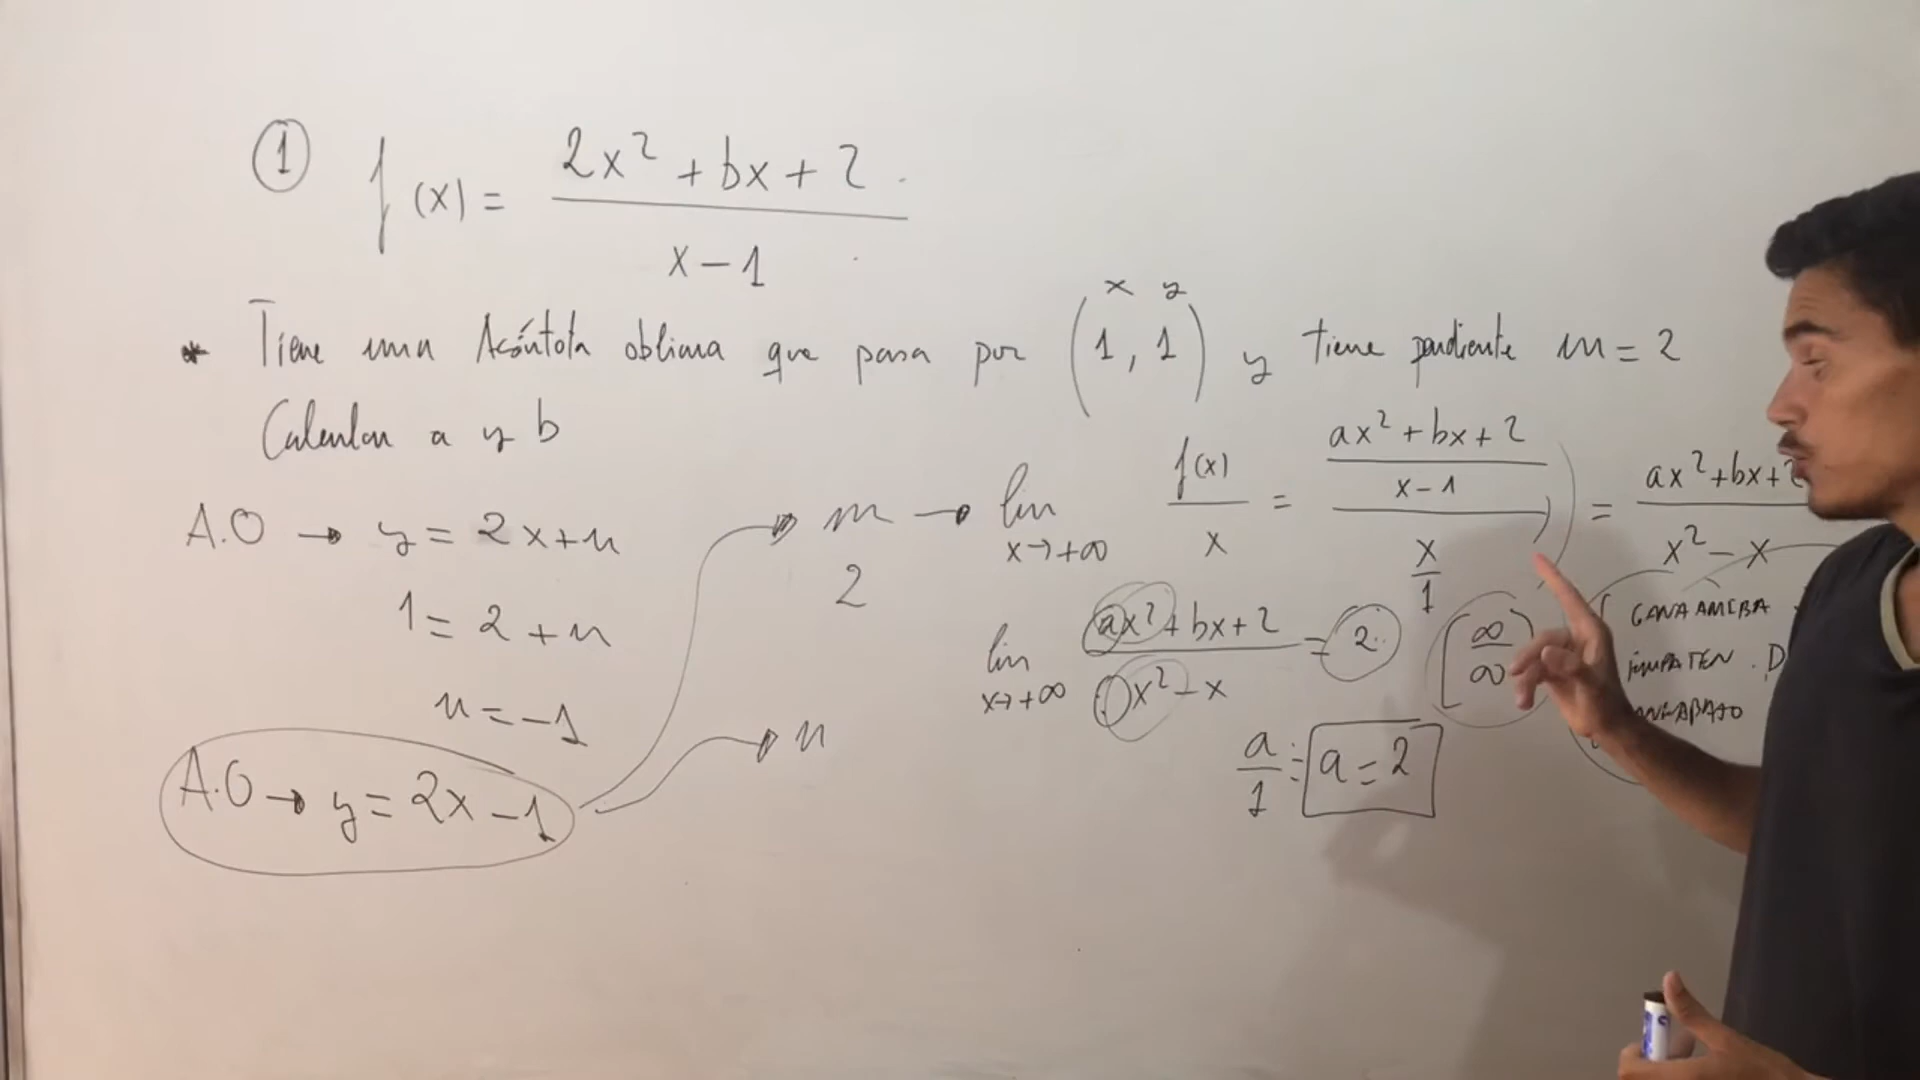 ① f(x) = (2x² + bx + 2) / (x - 1)
x y
* Tiene una Asíntota oblicua que pasa por (1, 1) y tiene pendiente m = 2
Calcular a y b
A.O → y = 2x + n
1 = 2 + n
n = -1
A.O → y = 2x - 1
m → lim x→+∞ f(x)/x = ((ax² + bx + 2)/(x - 1)) / (x/1) = (ax² + bx + 2)/(x² - x)
2
lim x→+∞ (ax² + bx + 2)/(x² - x) = 2 [∞/∞]
GANA ARRIBA
EMPATEN
ABAJO
n
a/1 = a = 2